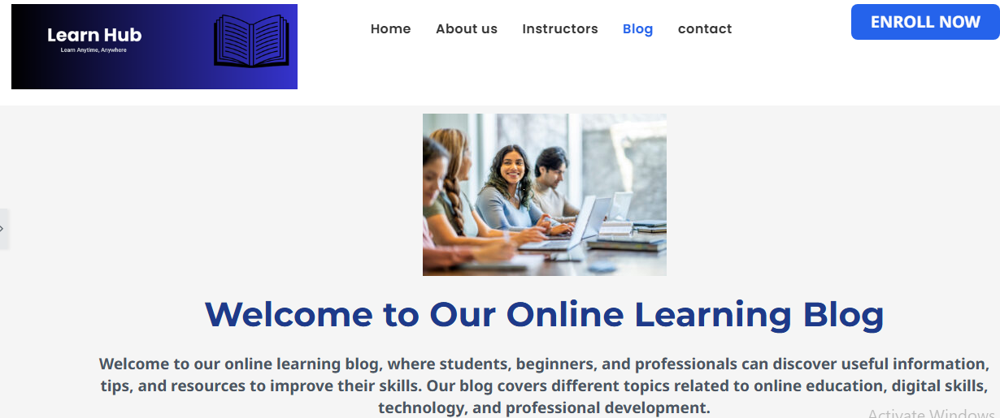 Learn Hub
Learn Anytime, Anywhere
Home
About us
Instructors
Blog
contact
ENROLL NOW
Welcome to Our Online Learning Blog
Welcome to our online learning blog, where students, beginners, and professionals can discover useful information,
tips, and resources to improve their skills. Our blog covers different topics related to online education, digital skills,
technology, and professional development.
Activate Windows